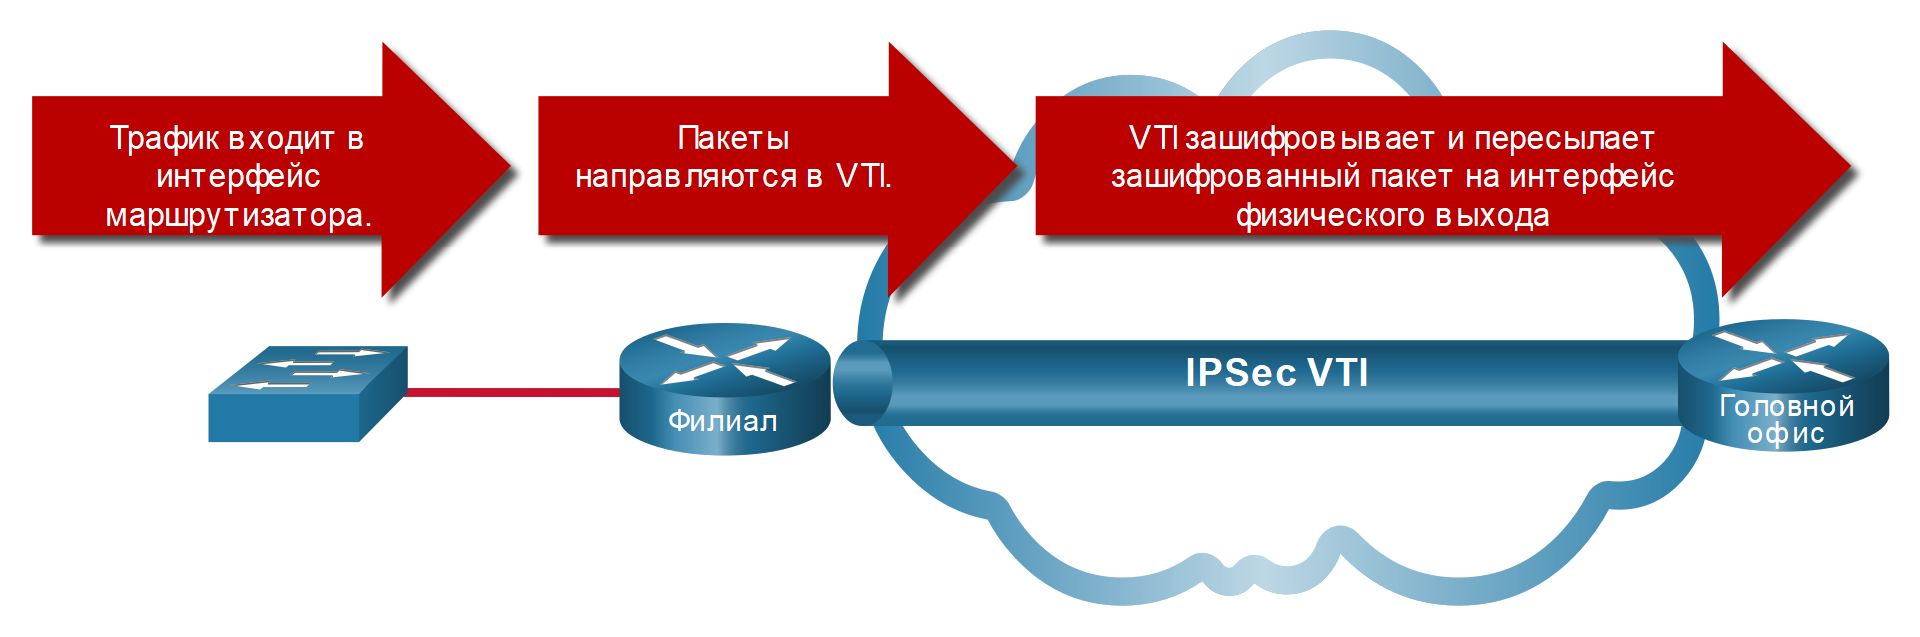 Трафик входит в
интерфейс
маршрутизатора.
Пакеты
направляются в VTI.
VTI зашифровывает и пересылает
зашифрованный пакет на интерфейс
физического выхода
IPSec VTI
Филиал
Головной
офис